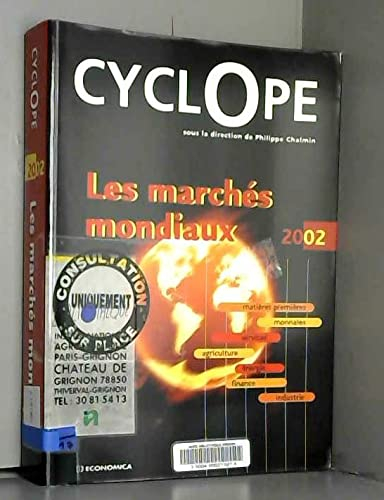 CYCLOPE
2002
Les marchés mon
CYCLOPE
sous la direction de Philippe Chalmin
Les marchés
mondiaux
2002
matières premières
monnaies
services
agriculture
énergie
finance
industrie
CONSULTATION
UNIQUEMENT
SUR PLACE
PARIS-GRIGNON
CHATEAU DE
GRIGNON 78850
THIVERVAL-GRIGNON
TEL : 30 81 54 13
ECONOMICA